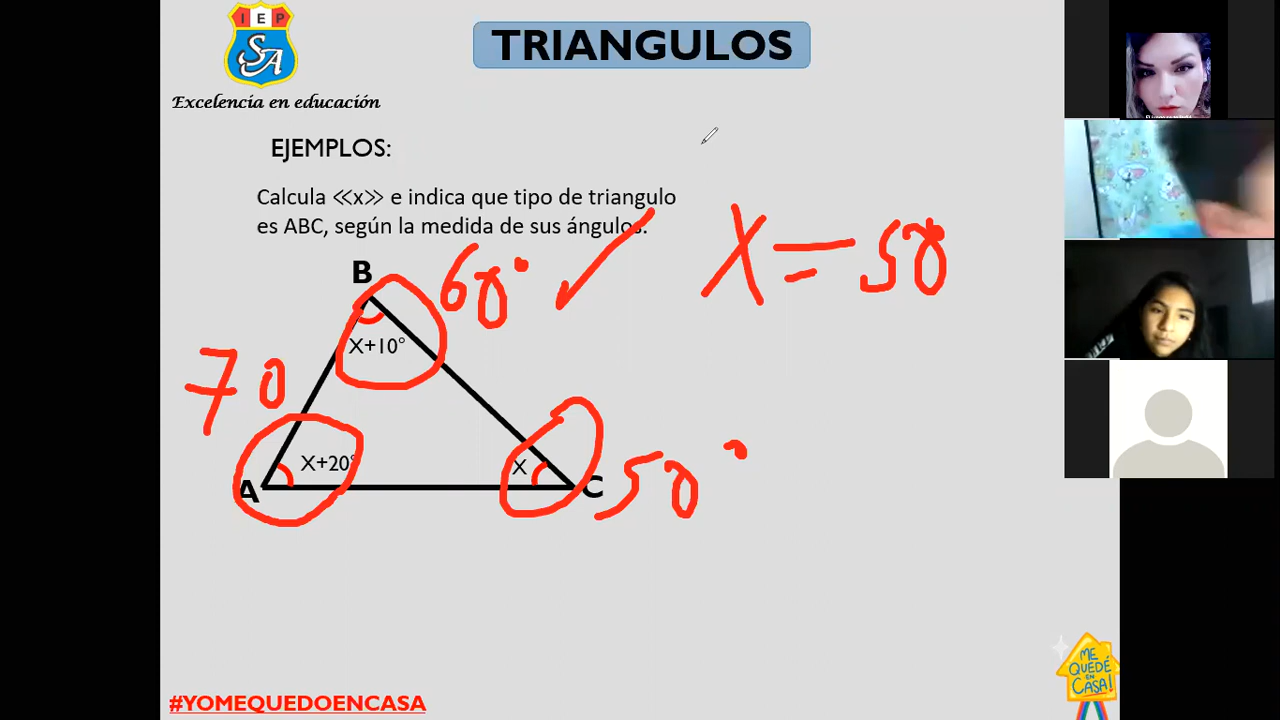 I E P
SA
Excelencia en educación
TRIANGULOS
EJEMPLOS:
Calcula ≪x≫ e indica que tipo de triangulo
es ABC, según la medida de sus ángulos.
X = 50°
B
60°
X+10°
70
X+20°
A
X
C
50°
#YOMEQUEDOENCASA
ME
QUEDÉ
EN
CASA!